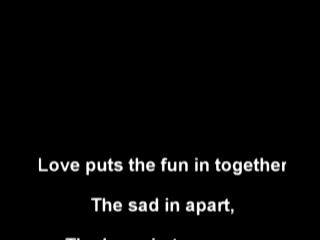 Love puts the fun in together
The sad in apart,